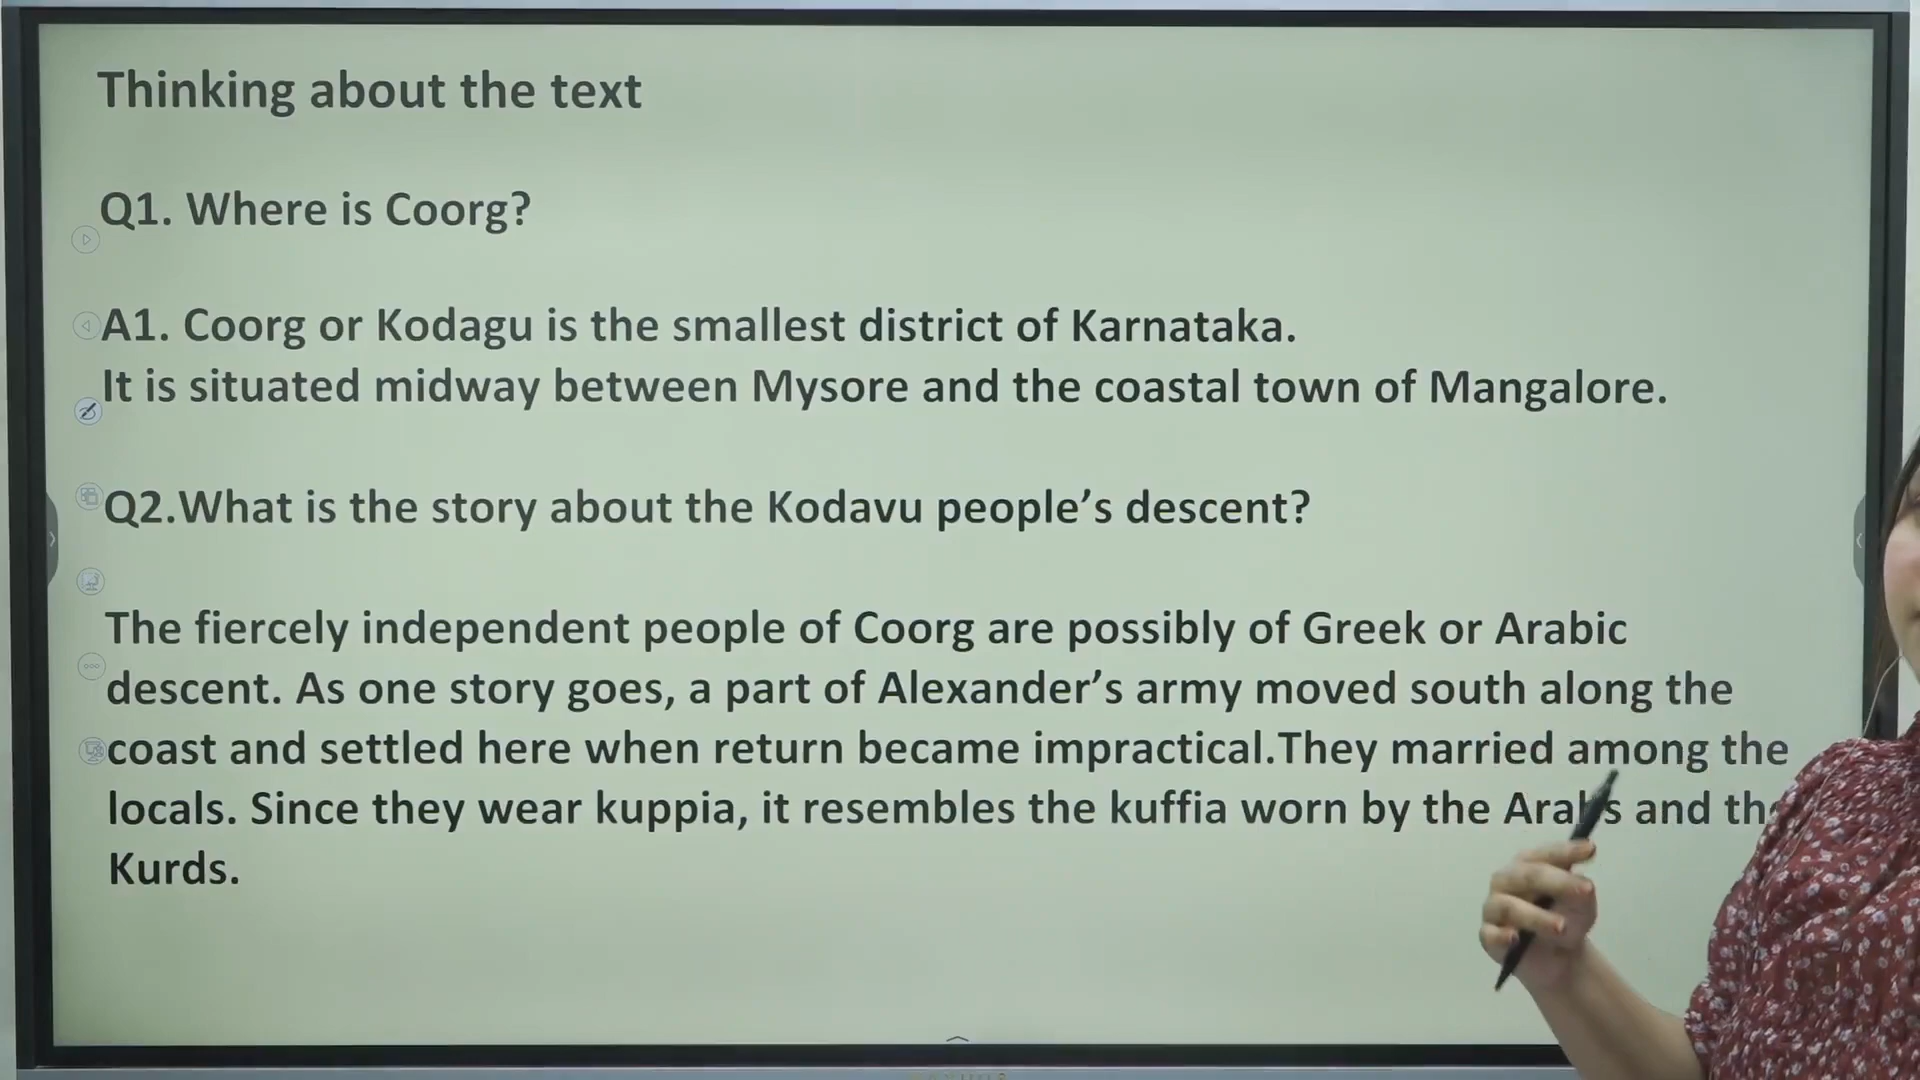 Thinking about the text
Q1. Where is Coorg?
A1. Coorg or Kodagu is the smallest district of Karnataka.
It is situated midway between Mysore and the coastal town of Mangalore.
Q2.What is the story about the Kodavu people’s descent?
The fiercely independent people of Coorg are possibly of Greek or Arabic
descent. As one story goes, a part of Alexander’s army moved south along the
coast and settled here when return became impractical.They married among the
locals. Since they wear kuppia, it resembles the kuffia worn by the Arabs and the
Kurds.